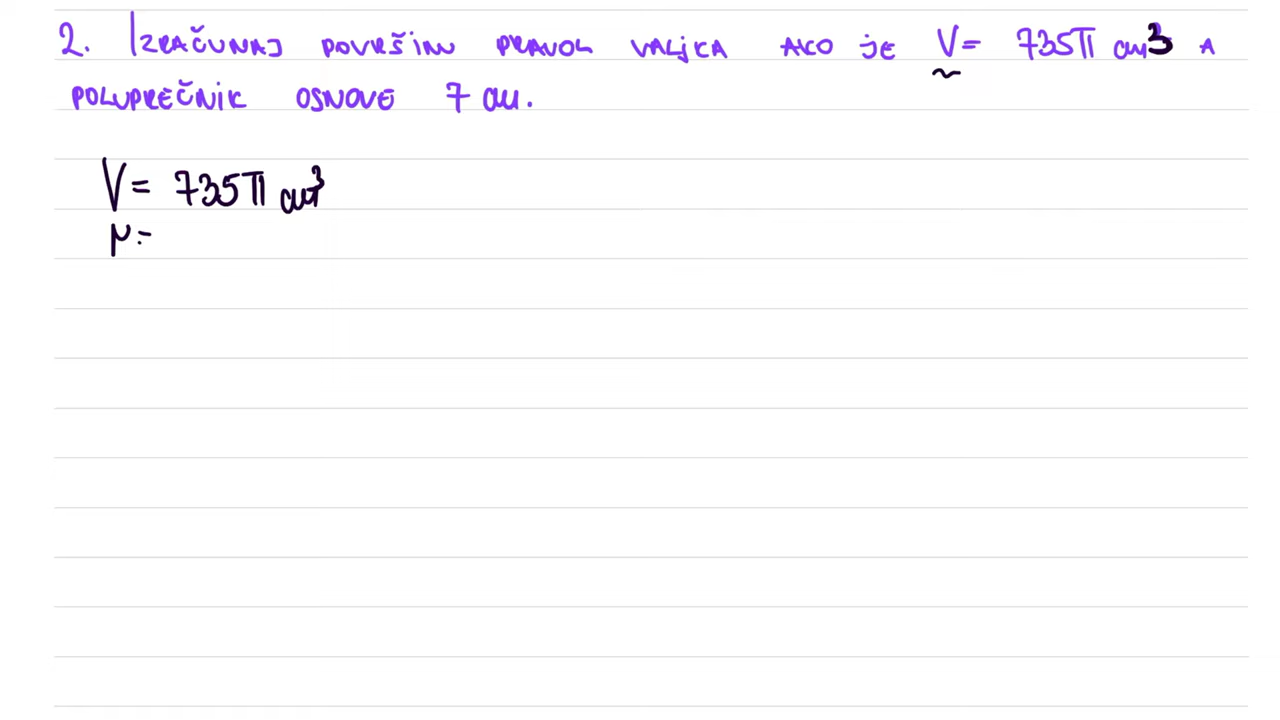 2. IZRAČUNAJ POVRŠINU PRAVOG VALJKA AKO JE V= 735π cm³ A
POLUPREČNIK OSNOVE 7 cm.
V= 735π cm³
r=